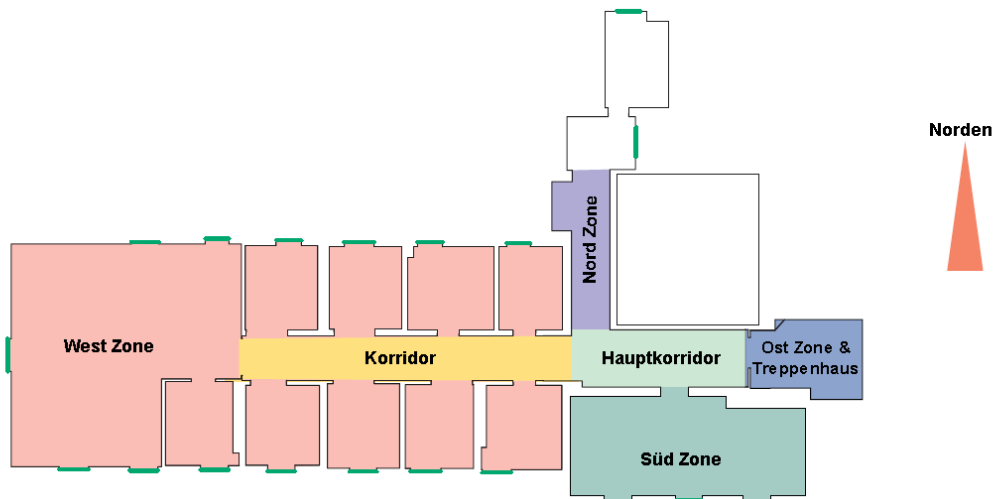 Norden
Nord Zone
West Zone
Korridor
Hauptkorridor
Ost Zone &
Treppenhaus
Süd Zone